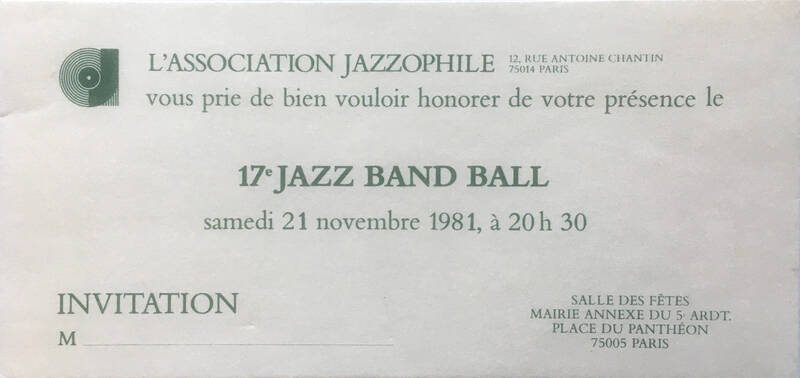 L'ASSOCIATION JAZZOPHILE
12, RUE ANTOINE CHANTIN
75014 PARIS
vous prie de bien vouloir honorer de votre présence le
17e JAZZ BAND BALL
samedi 21 novembre 1981, à 20 h 30
INVITATION
M
SALLE DES FÊTES
MAIRIE ANNEXE DU 5e ARDT.
PLACE DU PANTHÉON
75005 PARIS